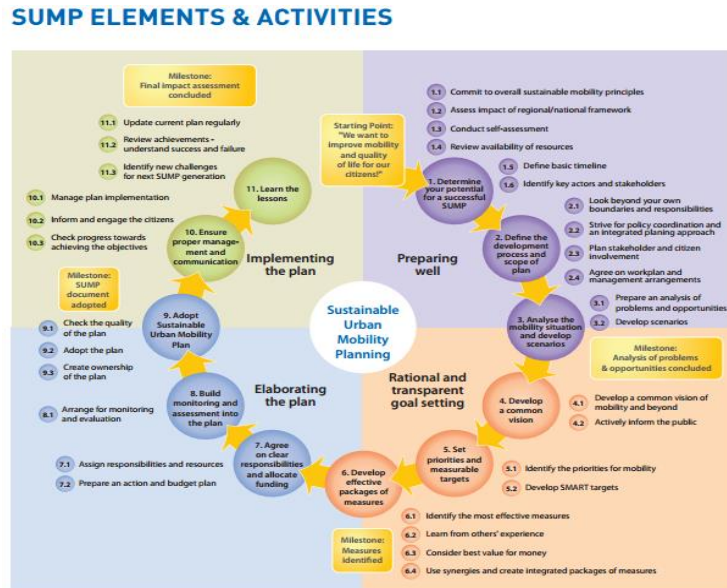 SUMP ELEMENTS & ACTIVITIES
Milestone:
Final impact assessment
concluded
11.1 Update current plan regularly
11.2 Review achievements -
understand success and failure
11.3 Identify new challenges
for next SUMP generation
10.1 Manage plan implementation
10.2 Inform and engage the citizens
10.3 Check progress towards
achieving the objectives
Milestone:
SUMP
document
adopted
9.1 Check the quality
of the plan
9.2 Adopt the plan
9.3 Create ownership
of the plan
8.1 Arrange for monitoring
and evaluation
7.1 Assign responsibilities and resources
7.2 Prepare an action and budget plan
11. Learn the
lessons
10. Ensure
proper manage-
ment and
communication
Implementing
the plan
9. Adopt
Sustainable
Urban Mobility
Plan
8. Build
monitoring and
assessment into
the plan
Elaborating
the plan
7. Agree
on clear
responsibilities
and allocate
funding
Starting Point:
"We want to
improve mobility
and quality
of life for our
citizens!"
1.1 Commit to overall sustainable mobility principles
1.2 Assess impact of regional/national framework
1.3 Conduct self-assessment
1.4 Review availability of resources
1.5 Define basic timeline
1.6 Identify key actors and stakeholders
1. Determine
your potential
for a successful
SUMP
2.1 Look beyond your own
boundaries and responsibilities
2.2 Strive for policy coordination and
an integrated planing approach
2.3 Plan stakeholder and citizen
involvement
2.4 Agree on workplan and
management arrangements
2. Define the
development
process and
scope of
plan
Preparing
well
3.1 Prepare an analysis of
problems and opportunities
3.2 Develop scenarios
3. Analyse the
mobility situation
and develop
scenarios
Sustainable
Urban
Mobility
Planning
Milestone:
Analysis of problems
& opportunities concluded
Rational and
transparent
goal setting
4. Develop
a common
vision
4.1 Develop a common vision of
mobility and beyond
4.2 Actively inform the public
5. Set
priorities and
measurable
targets
5.1 Identify the priorities for mobility
5.2 Develop SMART targets
6. Develop
effective
packages of
measures
Milestone:
Measures
identified
6.1 Identify the most effective measures
6.2 Learn from others' experience
6.3 Consider best value for money
6.4 Use synergies and create integrated packages of measures